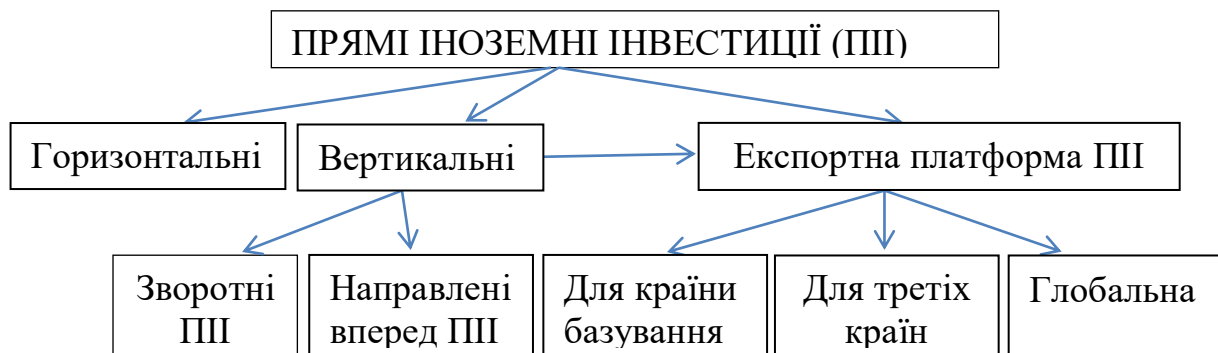 ПРЯМІ ІНОЗЕМНІ ІНВЕСТИЦІЇ (ПІІ)
Горизонтальні
Вертикальні
Експортна платформа ПІІ
Зворотні
ПІІ
Направлені
вперед ПІІ
Для країни
базування
Для третіх
країн
Глобальна